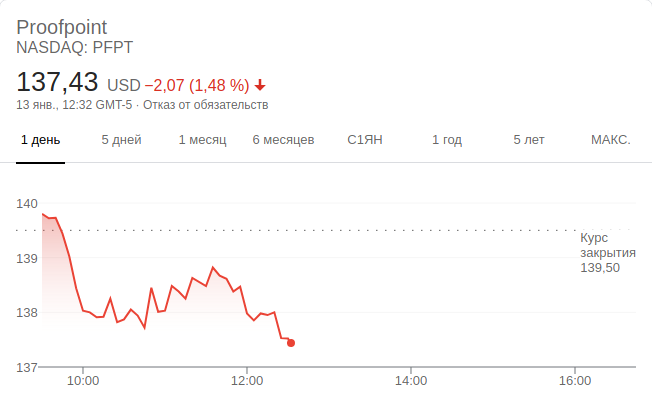 Proofpoint
NASDAQ: PFPT
137,43 USD −2,07 (1,48 %)
13 янв., 12:32 GMT-5 · Отказ от обязательств
1 день 5 дней 1 месяц 6 месяцев С1ЯН 1 год 5 лет МАКС.
140
139
138
137
Курс
закрытия
139,50
10:00 12:00 14:00 16:00